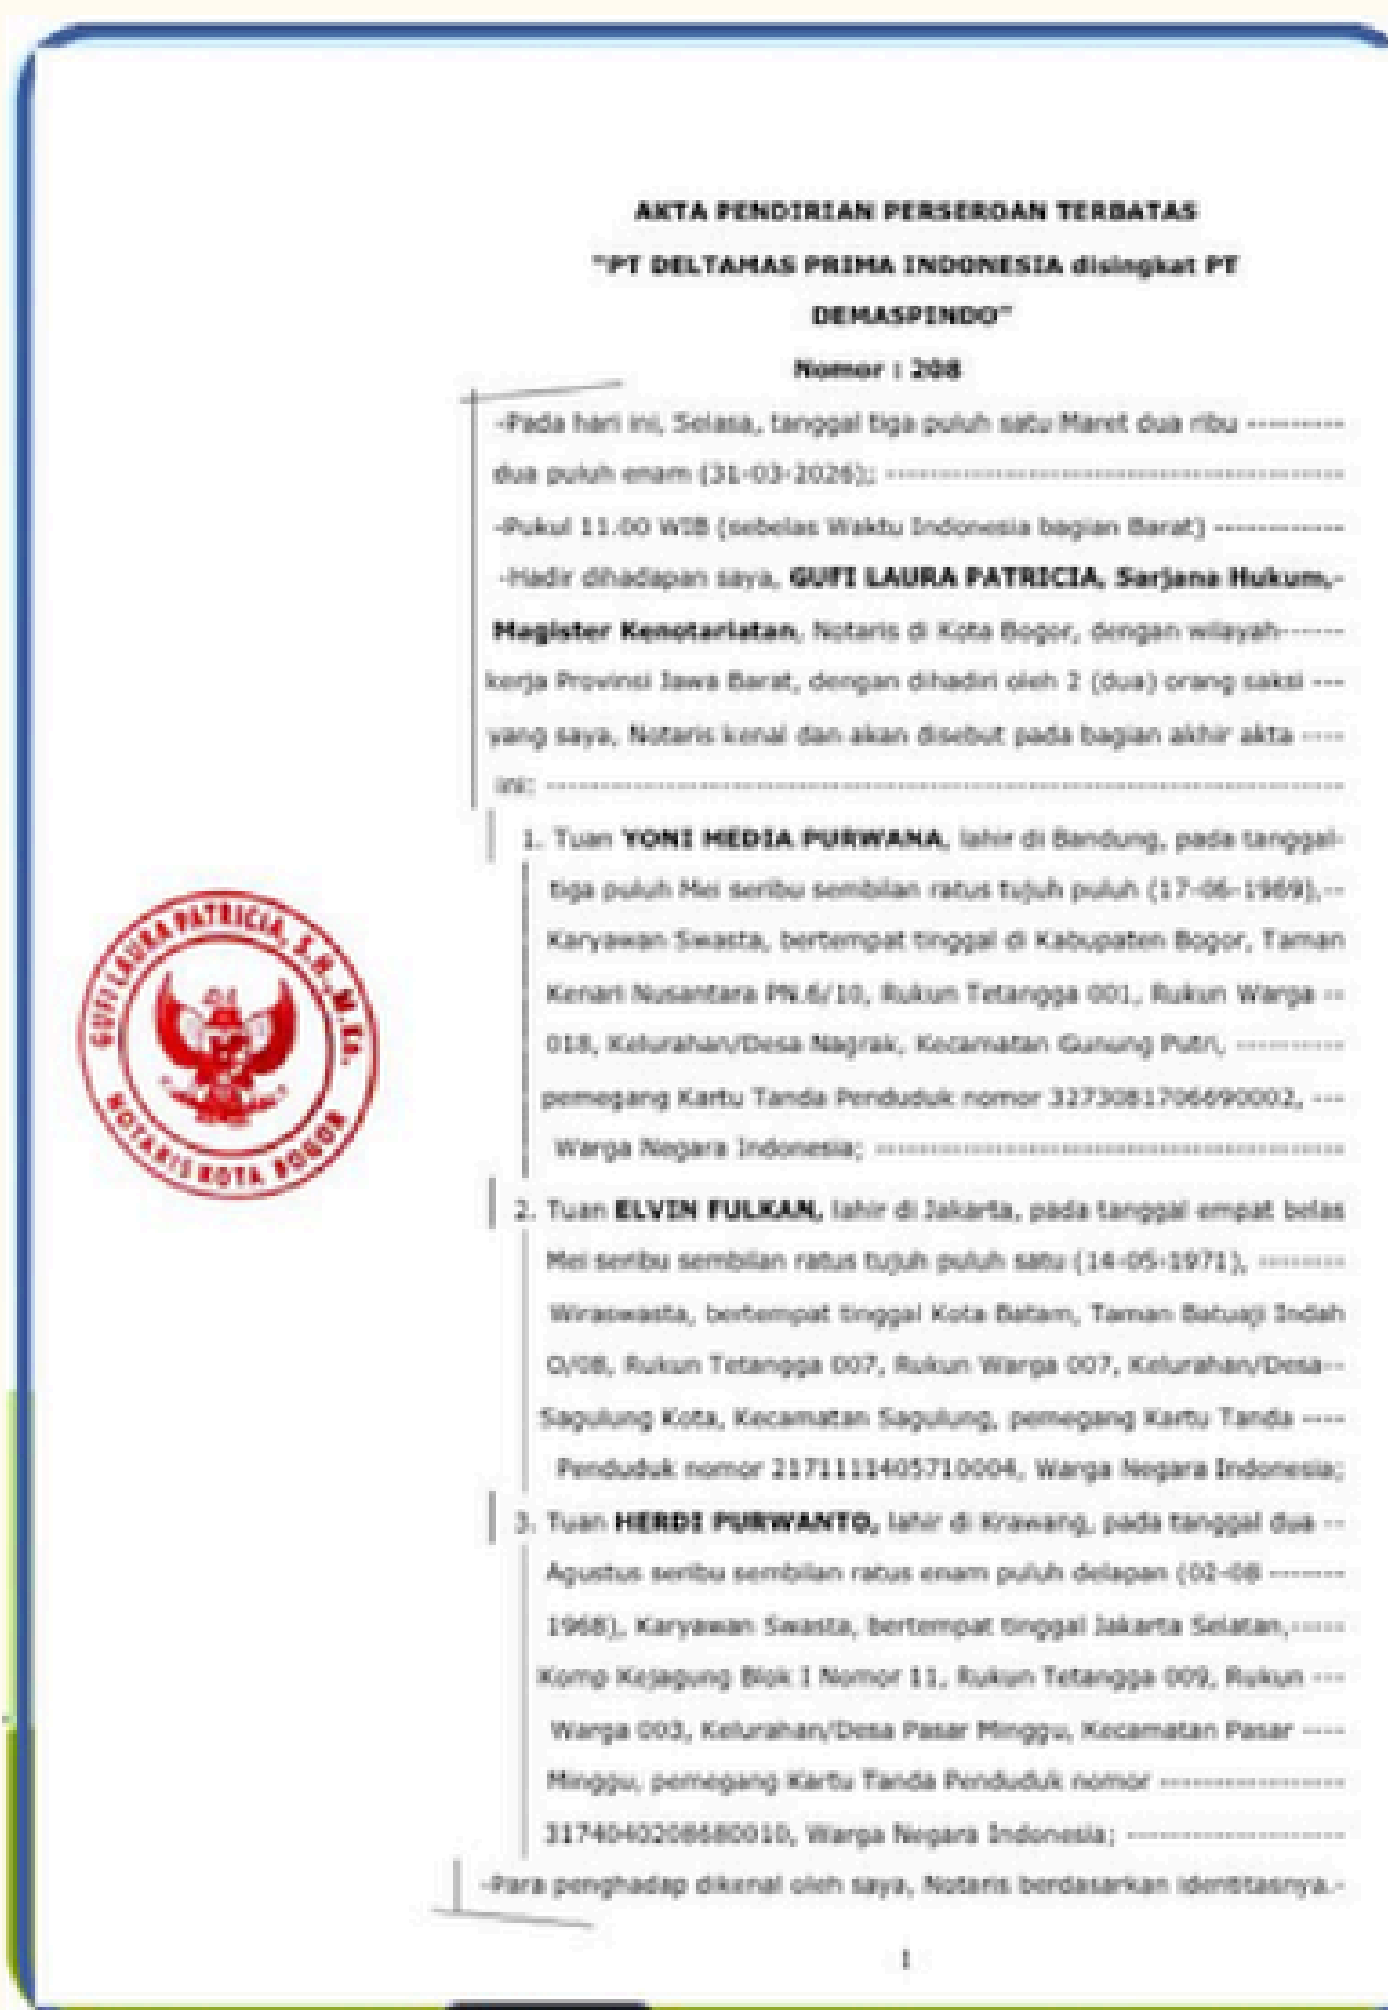 AKTA PENDIRIAN PERSEROAN TERBATAS
"PT DELTAMAS PRIMA INDONESIA disingkat PT
DEMASPINDO"
Nomor : 208
-Pada hari ini, Selasa, tanggal tiga puluh satu Maret dua ribu ---------
dua puluh enam (31-03-2026); ----------------------------------------
-Pukul 11.00 WIB (sebelas Waktu Indonesia bagian Barat) ------------
-Hadir dihadapan saya, GUFI LAURA PATRICIA, Sarjana Hukum,-
Magister Kenotariatan, Notaris di Kota Bogor, dengan wilayah------
kerja Provinsi Jawa Barat, dengan dihadiri oleh 2 (dua) orang saksi ---
yang saya, Notaris kenal dan akan disebut pada bagian akhir akta ----
ini: ----------------------------------------------------------------------
1. Tuan YONI MEDIA PURWANA, lahir di Bandung, pada tanggal-
tiga puluh Mei seribu sembilan ratus tujuh puluh (17-06-1969),--
Karyawan Swasta, bertempat tinggal di Kabupaten Bogor, Taman
Kenari Nusantara PN.6/10, Rukun Tetangga 001, Rukun Warga --
018, Kelurahan/Desa Nagrak, Kecamatan Gunung Putri, ----------
pemegang Kartu Tanda Penduduk nomor 3273081706690002, ---
Warga Negara Indonesia; -----------------------------------------
2. Tuan ELVIN FULKAN, lahir di Jakarta, pada tanggal empat belas
Mei seribu sembilan ratus tujuh puluh satu (14-05-1971), --------
Wiraswasta, bertempat tinggal Kota Batam, Taman Batuaji Indah
O/08, Rukun Tetangga 007, Rukun Warga 007, Kelurahan/Desa--
Sagulung Kota, Kecamatan Sagulung, pemegang Kartu Tanda ----
Penduduk nomor 2171111405710004, Warga Negara Indonesia;
3. Tuan HERDI PURWANTO, lahir di Krawang, pada tanggal dua --
Agustus seribu sembilan ratus enam puluh delapan (02-08 -------
1968), Karyawan Swasta, bertempat tinggal Jakarta Selatan,-----
Komp Kejagung Blok I Nomor 11, Rukun Tetangga 009, Rukun ---
Warga 003, Kelurahan/Desa Pasar Minggu, Kecamatan Pasar ----
Minggu, pemegang Kartu Tanda Penduduk nomor ----------------
3174040208680010, Warga Negara Indonesia; -------------------
-Para penghadap dikenal oleh saya, Notaris berdasarkan identitasnya.-
1
GUFI LAURA PATRICIA, S.H., M.Kn.
NOTARIS KOTA BOGOR